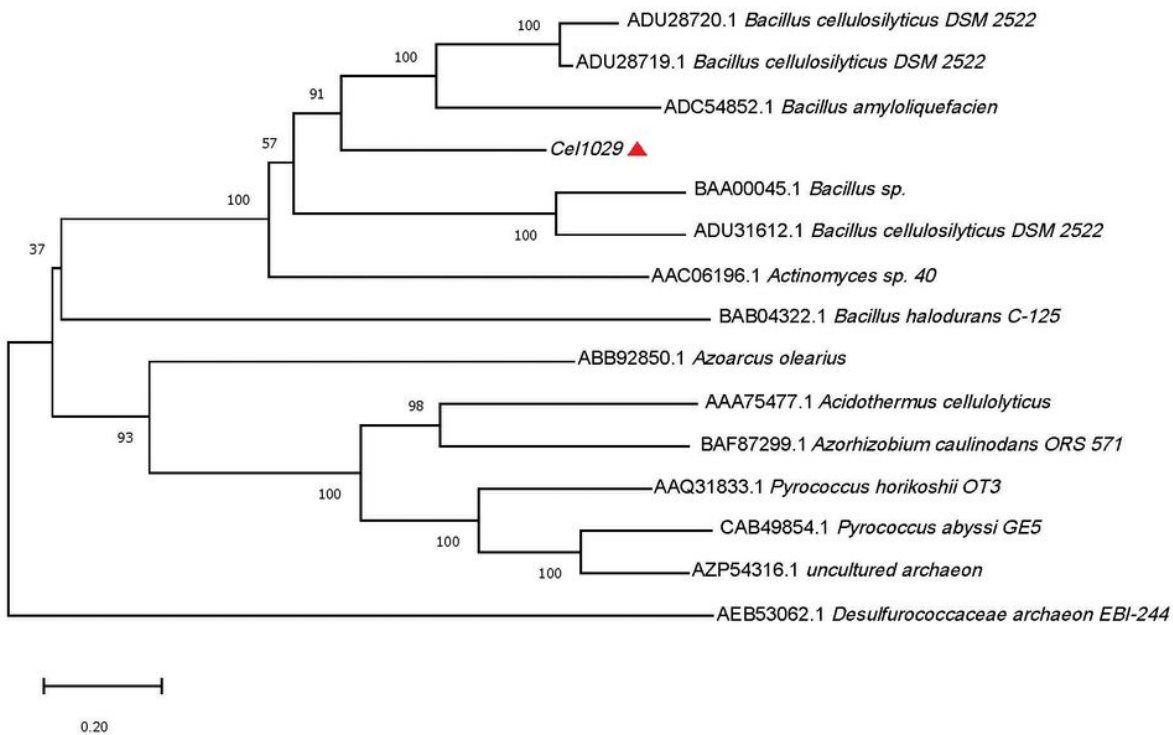 100
ADU28720.1 Bacillus cellulosilyticus DSM 2522
100
ADU28719.1 Bacillus cellulosilyticus DSM 2522
91
ADC54852.1 Bacillus amyloliquefacien
57
Cel1029
100
BAA00045.1 Bacillus sp.
100
ADU31612.1 Bacillus cellulosilyticus DSM 2522
37
AAC06196.1 Actinomyces sp. 40
BAB04322.1 Bacillus halodurans C-125
ABB92850.1 Azoarcus olearius
98
AAA75477.1 Acidothermus cellulolyticus
93
BAF87299.1 Azorhizobium caulinodans ORS 571
100
AAQ31833.1 Pyrococcus horikoshii OT3
100
CAB49854.1 Pyrococcus abyssi GE5
100
AZP54316.1 uncultured archaeon
AEB53062.1 Desulfurococcaceae archaeon EBI-244
0.20